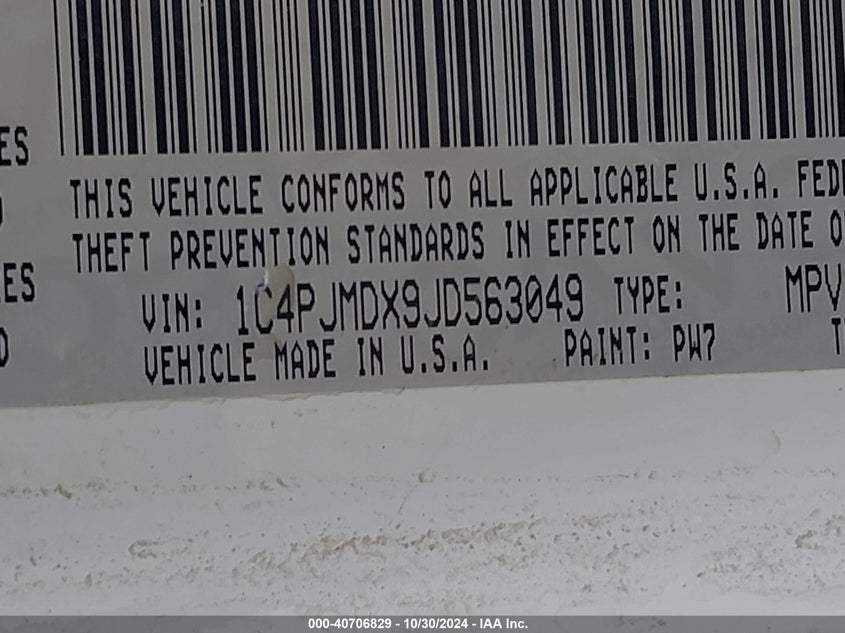 ES
THIS VEHICLE CONFORMS TO ALL APPLICABLE U.S.A. FED
THEFT PREVENTION STANDARDS IN EFFECT ON THE DATE O
ES
VIN: 1C4PJMDX9JD563049 TYPE: MPV
VEHICLE MADE IN U.S.A. PAINT: PW7 T
000-40706829 - 10/30/2024 - IAA Inc.